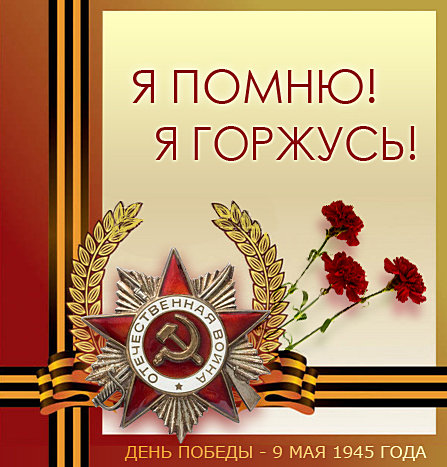 Я ПОМНЮ!
Я ГОРЖУСЬ!
ОТЕЧЕСТВЕННАЯ ВОЙНА
ДЕНЬ ПОБЕДЫ - 9 МАЯ 1945 ГОДА